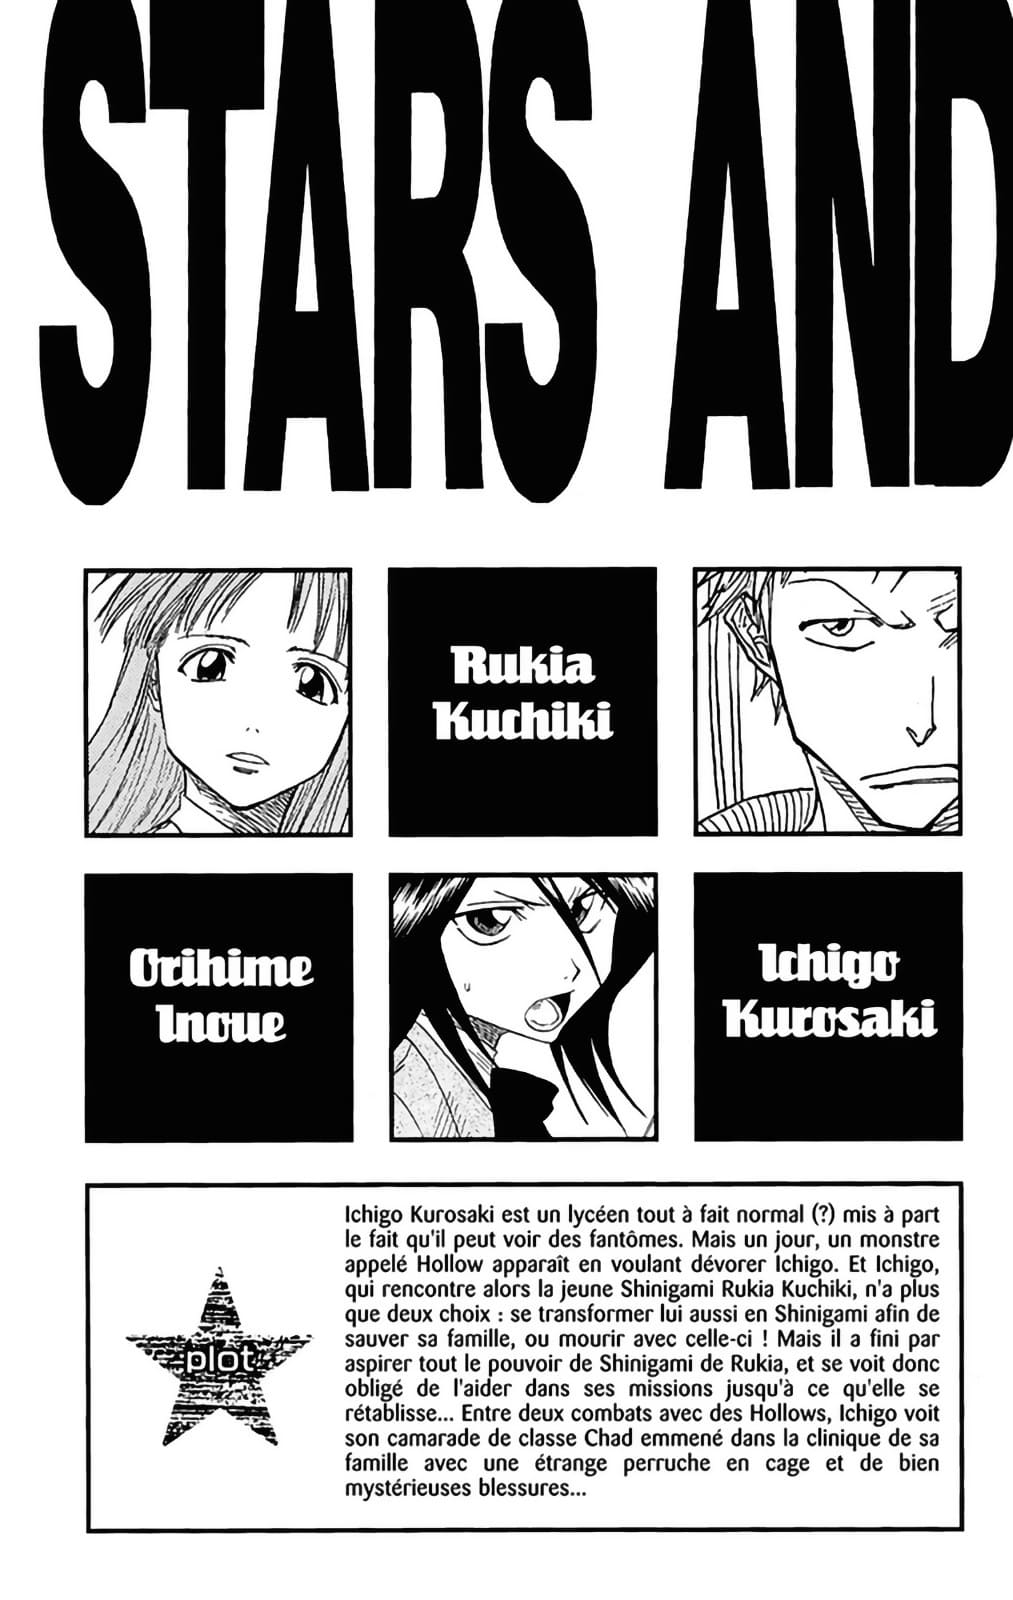 STARS AND
Rukia
Kuchiki
Orihime
Inoue
Ichigo
Kurosaki
plot
Ichigo Kurosaki est un lycéen tout à fait normal (?) mis à part
le fait qu'il peut voir des fantômes. Mais un jour, un monstre
appelé Hollow apparaît en voulant dévorer Ichigo. Et Ichigo,
qui rencontre alors la jeune Shinigami Rukia Kuchiki, n'a plus
que deux choix : se transformer lui aussi en Shinigami afin de
sauver sa famille, ou mourir avec celle-ci ! Mais il a fini par
aspirer tout le pouvoir de Shinigami de Rukia, et se voit donc
obligé de l'aider dans ses missions jusqu'à ce qu'elle se
rétablisse... Entre deux combats avec des Hollows, Ichigo voit
son camarade de classe Chad emmené dans la clinique de sa
famille avec une étrange perruche en cage et de bien
mystérieuses blessures...